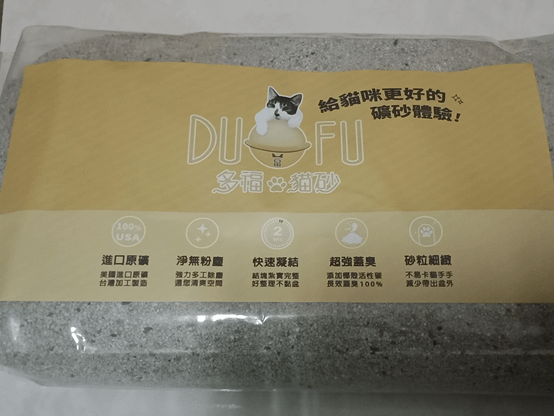 給貓咪更好的
礦砂體驗!
DUOFU
多福貓砂
100%
USA
2
進口原礦
美國進口原礦
台灣加工製造
淨無粉塵
強力多工除塵
還您清爽空間
快速凝結
結塊紮實完整
好整理不黏盆
超強蓋臭
添加椰殼活性碳
長效蓋臭100%
砂粒細緻
不易卡腳手手
減少帶出盆外